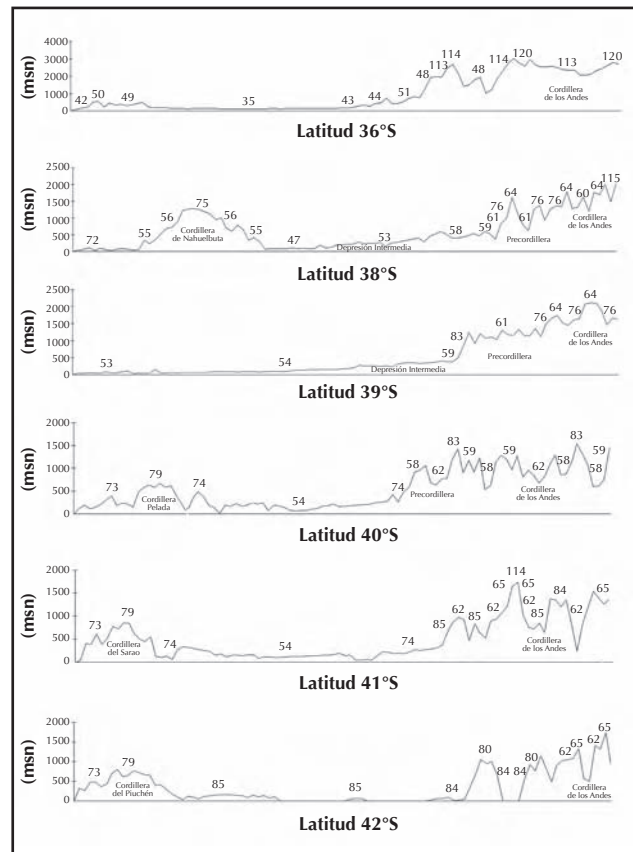 (msn)
4000
3000
2000
1000
0
42 50 49 35 43 44 51 48 113 114 48 114 120 113 120
Cordillera
de los Andes
Latitud 36°S
(msn)
2500
2000
1500
1000
500
0
72 55 56 75 56 55 47 53 58 59 61 76 64 61 76 76 64 60 64 115
Cordillera
de Nahuelbuta
Depresión Intermedia
Precordillera
Cordillera
de los Andes
Latitud 38°S
(msn)
2500
2000
1500
1000
500
0
53 54 59 83 61 76 64 76 64 76
Depresión Intermedia
Precordillera
Cordillera
de los Andes
Latitud 39°S
(msn)
2000
1500
1000
500
0
73 79 74 54 74 58 62 83 59 58 59 62 58 83 58 59
Cordillera
Pelada
Precordillera
Cordillera
de los Andes
Latitud 40°S
(msn)
2000
1500
1000
500
0
73 79 74 54 74 85 62 85 62 65 114 65 62 85 84 62 65
Cordillera
del Sarao
Cordillera
de los Andes
Latitud 41°S
(msn)
2000
1500
1000
500
0
73 79 85 85 84 80 84 84 80 62 65 62 65
Cordillera
del Piuchén
Cordillera
de los Andes
Latitud 42°S